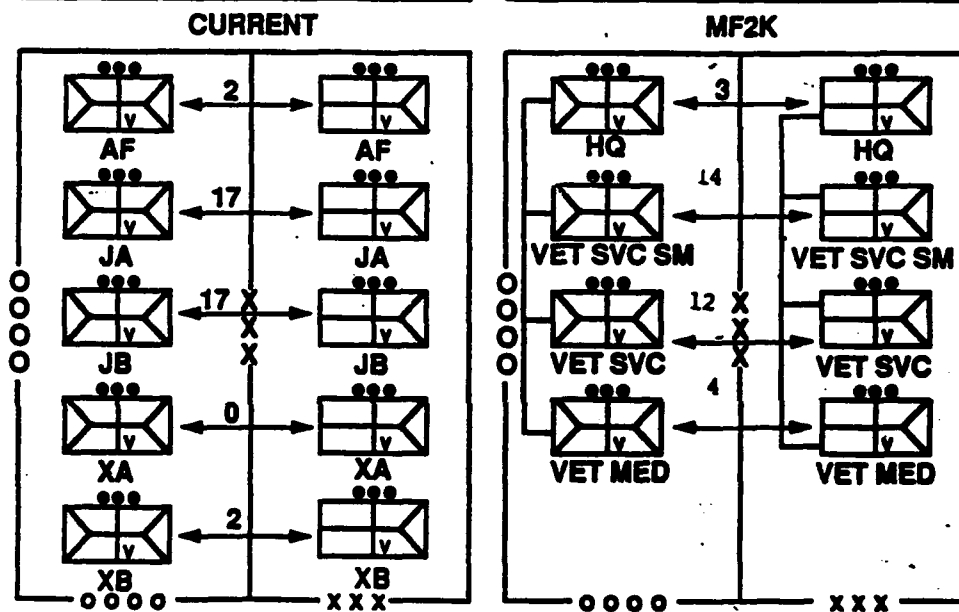 CURRENT
2
V V
AF AF
17
V V
JA JA
17 X
X
X
V V
JB JB
0
V V
XA XA
2
V V
XB XB
O O O O
O O O O X X X
MF2K
3
V V
HQ HQ
14
V V
VET SVC SM VET SVC SM
12 X
X
X
V V
VET SVC VET SVC
4
V V
VET MED VET MED
O O O O
O O O O X X X